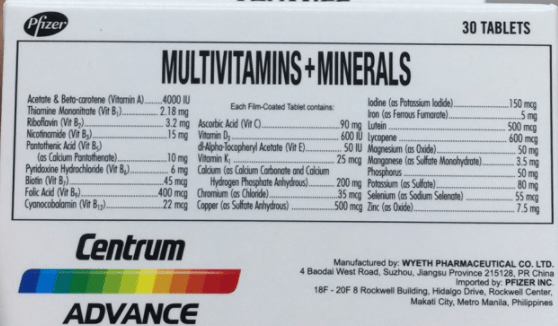 Pfizer
30 TABLETS
MULTIVITAMINS+MINERALS
Acetate & Beta-carotene (Vitamin A)......4000 IU
Thiamine Mononitrate (Vit B₁)..............2.18 mg
Riboflavin (Vit B₂)..............3.2 mg
Nicotinamide (Vit B₃)..............15 mg
Pantothenic Acid (Vit B₅)
(as Calcium Pantothenate)..............10 mg
Pyridoxine Hydrochloride (Vit B₆)..............6 mg
Biotin (Vit B₇)..............45 mcg
Folic Acid (Vit B₉)..............400 mcg
Cyanocobalamin (Vit B₁₂)..............22 mcg
Each Film-Coated Tablet contains:
Ascorbic Acid (Vit C)..............90 mg
Vitamin D₃..............600 IU
dl-Alpha-Tocopheryl Acetate (Vit E)..............50 IU
Vitamin K₁..............25 mcg
Calcium (as Calcium Carbonate and Calcium
Hydrogen Phosphate Anhydrous)..............200 mg
Chromium (as Chloride)..............35 mcg
Copper (as Sulfate Anhydrous)..............500 mcg
Iodine (as Potassium Iodide)..............150 mcg
Iron (as Ferrous Fumarate)..............5 mg
Lutein..............500 mcg
Lycopene..............600 mcg
Magnesium (as Oxide)..............50 mg
Manganese (as Sulfate Monohydrate)..............3.5 mg
Phosphorus..............50 mg
Potassium (as Sulfate)..............80 mg
Selenium (as Sodium Selenate)..............55 mcg
Zinc (as Oxide)..............7.5 mg
Centrum
ADVANCE
Manufactured by: WYETH PHARMACEUTICAL CO. LTD.
4 Baodai West Road, Suzhou, Jiangsu Province 215128, PR China
Imported by: PFIZER INC.
18F - 20F 8 Rockwell Building, Hidalgo Drive, Rockwell Center,
Makati City, Metro Manila, Philippines